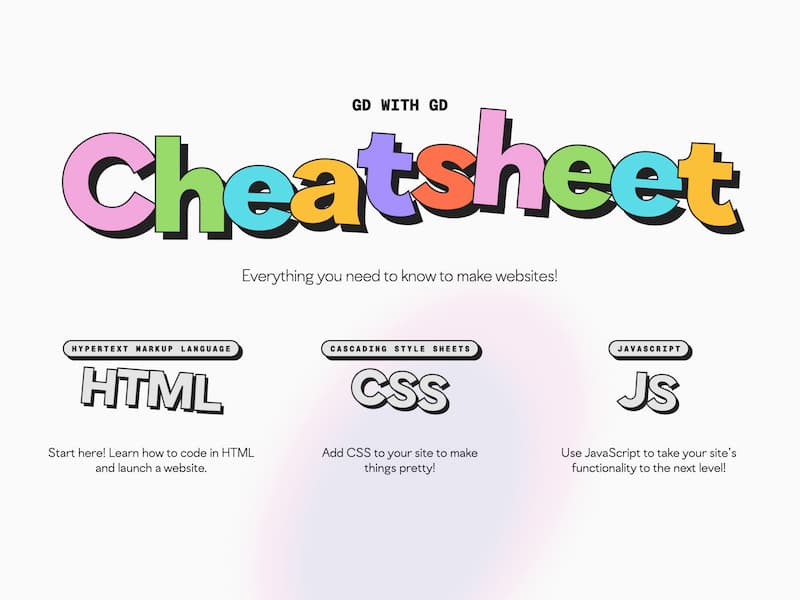 GD WITH GD
Cheatsheet
Everything you need to know to make websites!
HYPERTEXT MARKUP LANGUAGE
HTML
Start here! Learn how to code in HTML
and launch a website.
CASCADING STYLE SHEETS
CSS
Add CSS to your site to make
things pretty!
JAVASCRIPT
JS
Use JavaScript to take your site's
functionality to the next level!